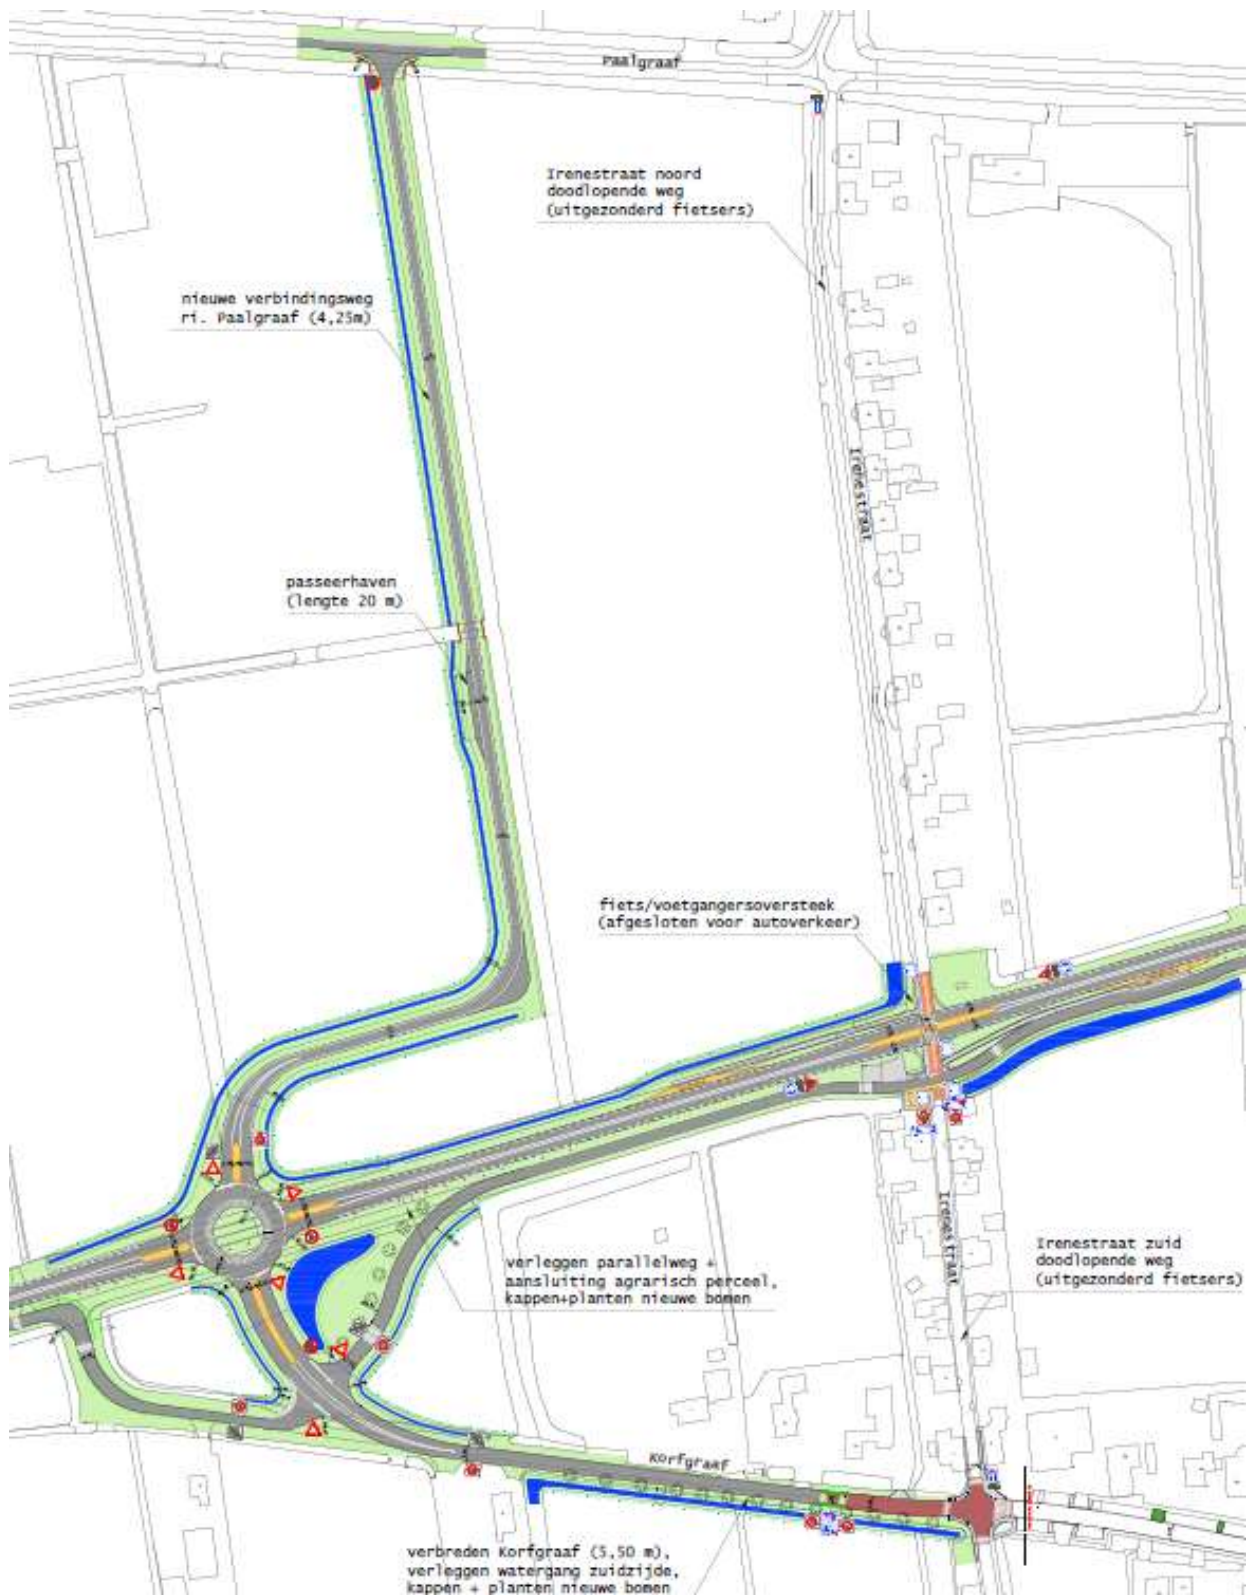 Paalgraaf
Irenestraat noord
doodlopende weg
(uitgezonderd fietsers)
nieuwe verbindingsweg
ri. Paalgraaf (4,25m)
Irenestraat
passeerhaven
(lengte 20 m)
fiets/voetgangersoversteek
(afgesloten voor autoverkeer)
Irenestraat
Irenestraat zuid
doodlopende weg
(uitgezonderd fietsers)
verleggen parallelweg +
aansluiting agrarisch perceel,
kappen+planten nieuwe bomen
Korfgraaf
verbreden Korfgraaf (5,50 m),
verleggen watergang zuidzijde,
kappen + planten nieuwe bomen